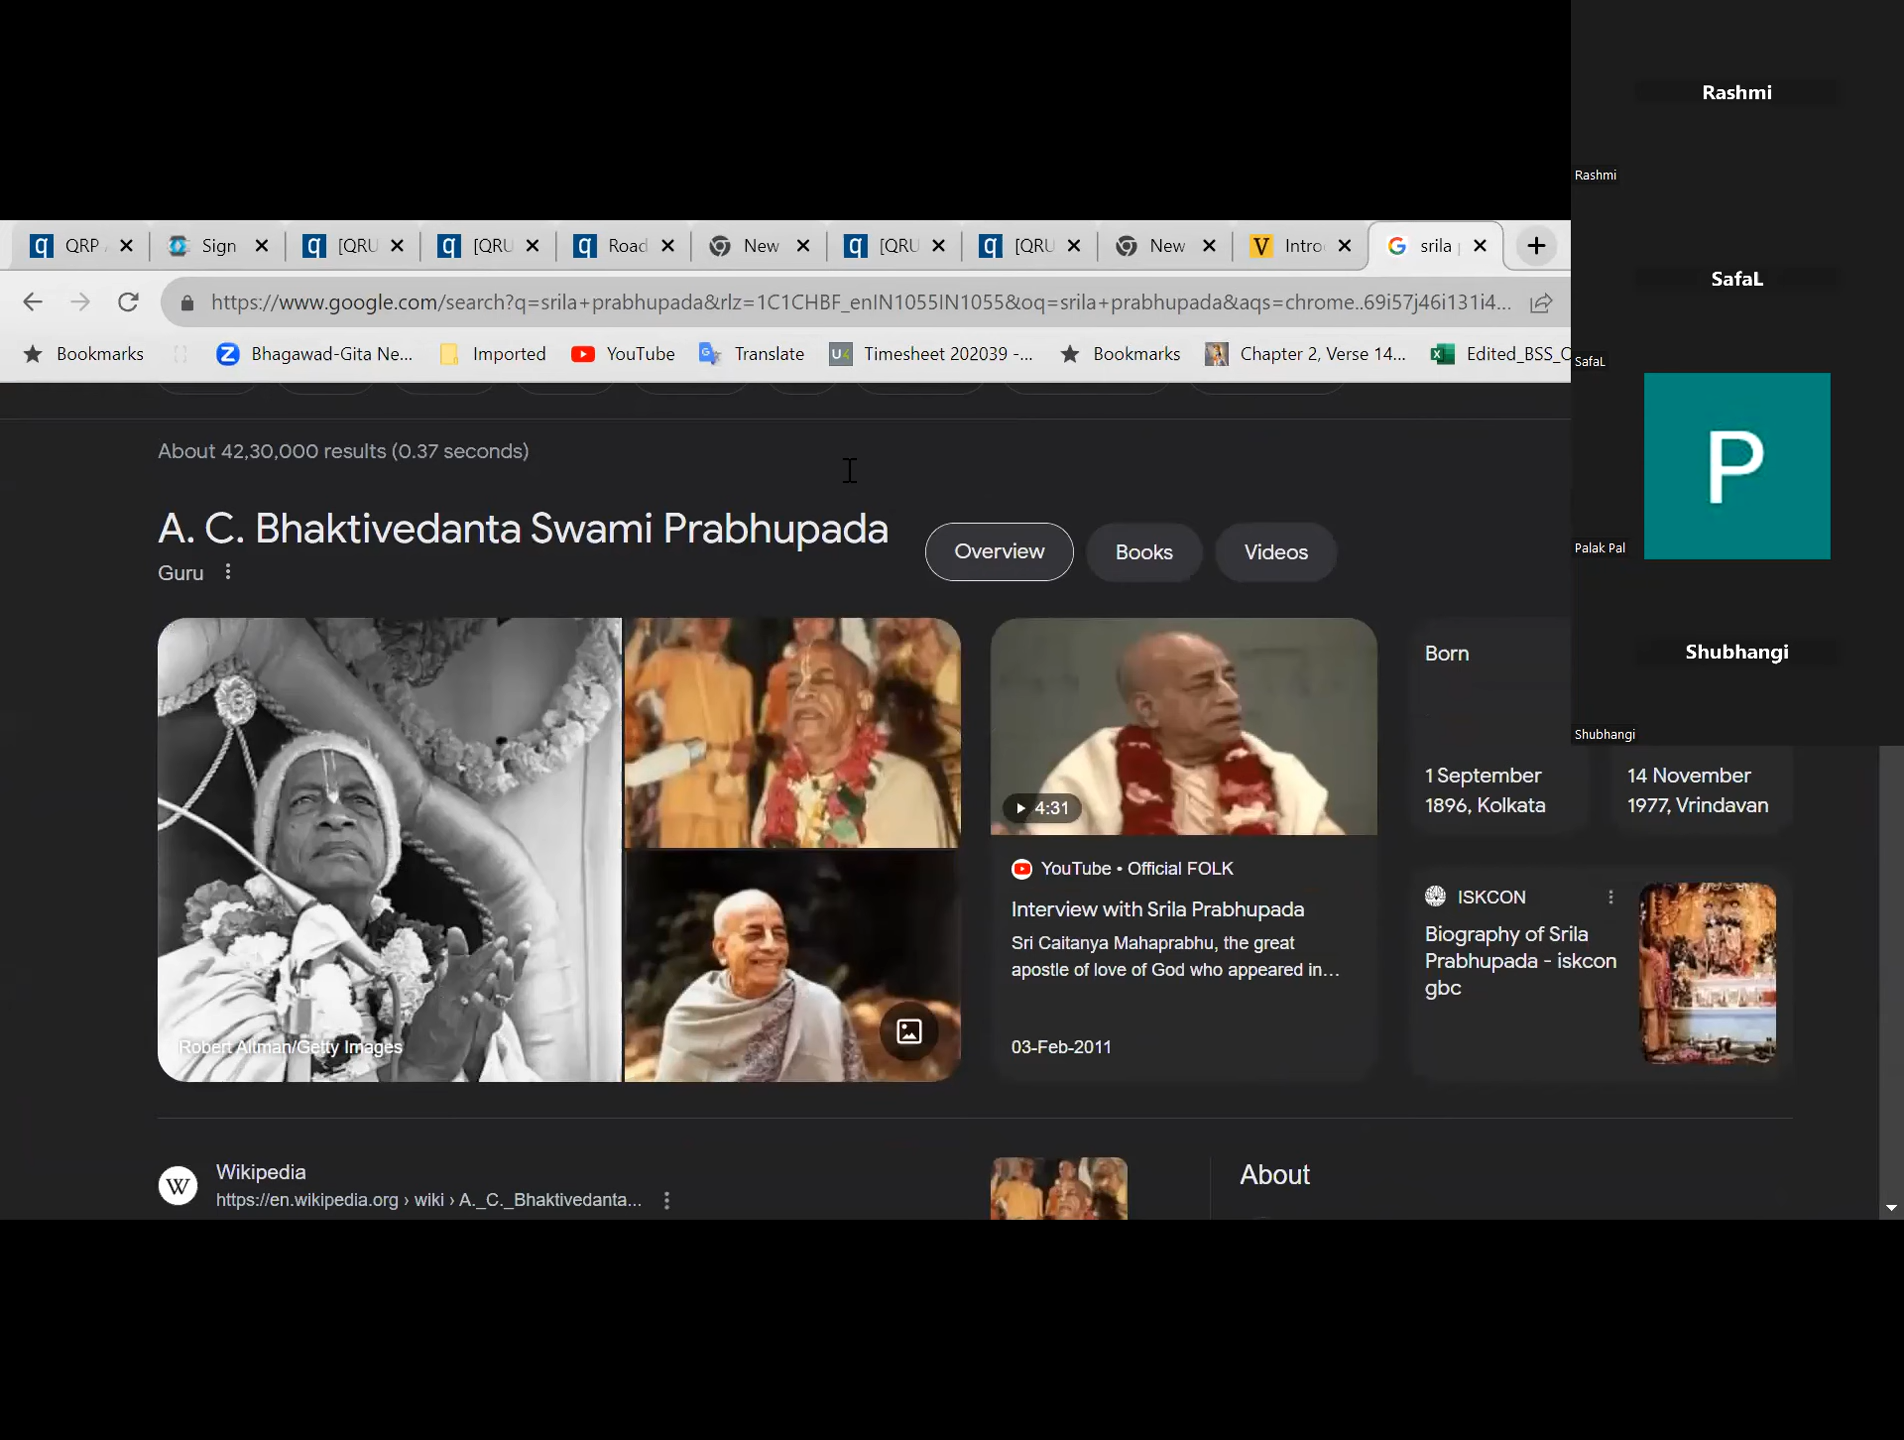 Rashmi
Rashmi
SafaL
SafaL
P
Palak Pal
Shubhangi
Shubhangi
QRP
Sign
[QRU
[QRU
Road
New
[QRU
[QRU
New
V
Intro
srila
https://www.google.com/search?q=srila+prabhupada&rlz=1C1CHBF_enIN1055IN1055&oq=srila+prabhupada&aqs=chrome..69i57j46i131i4...
Bookmarks
Bhagawad-Gita Ne...
Imported
YouTube
Translate
Timesheet 202039 -...
Bookmarks
Chapter 2, Verse 14...
Edited_BSS_
About 42,30,000 results (0.37 seconds)
A. C. Bhaktivedanta Swami Prabhupada
Guru
Overview
Books
Videos
Robert Altman/Getty Images
4:31
YouTube • Official FOLK
Interview with Srila Prabhupada
Sri Caitanya Mahaprabhu, the great
apostle of love of God who appeared in...
03-Feb-2011
Born
1 September
1896, Kolkata
14 November
1977, Vrindavan
ISKCON
Biography of Srila
Prabhupada - iskcon
gbc
W
Wikipedia
https://en.wikipedia.org › wiki › A._C._Bhaktivedanta...
About